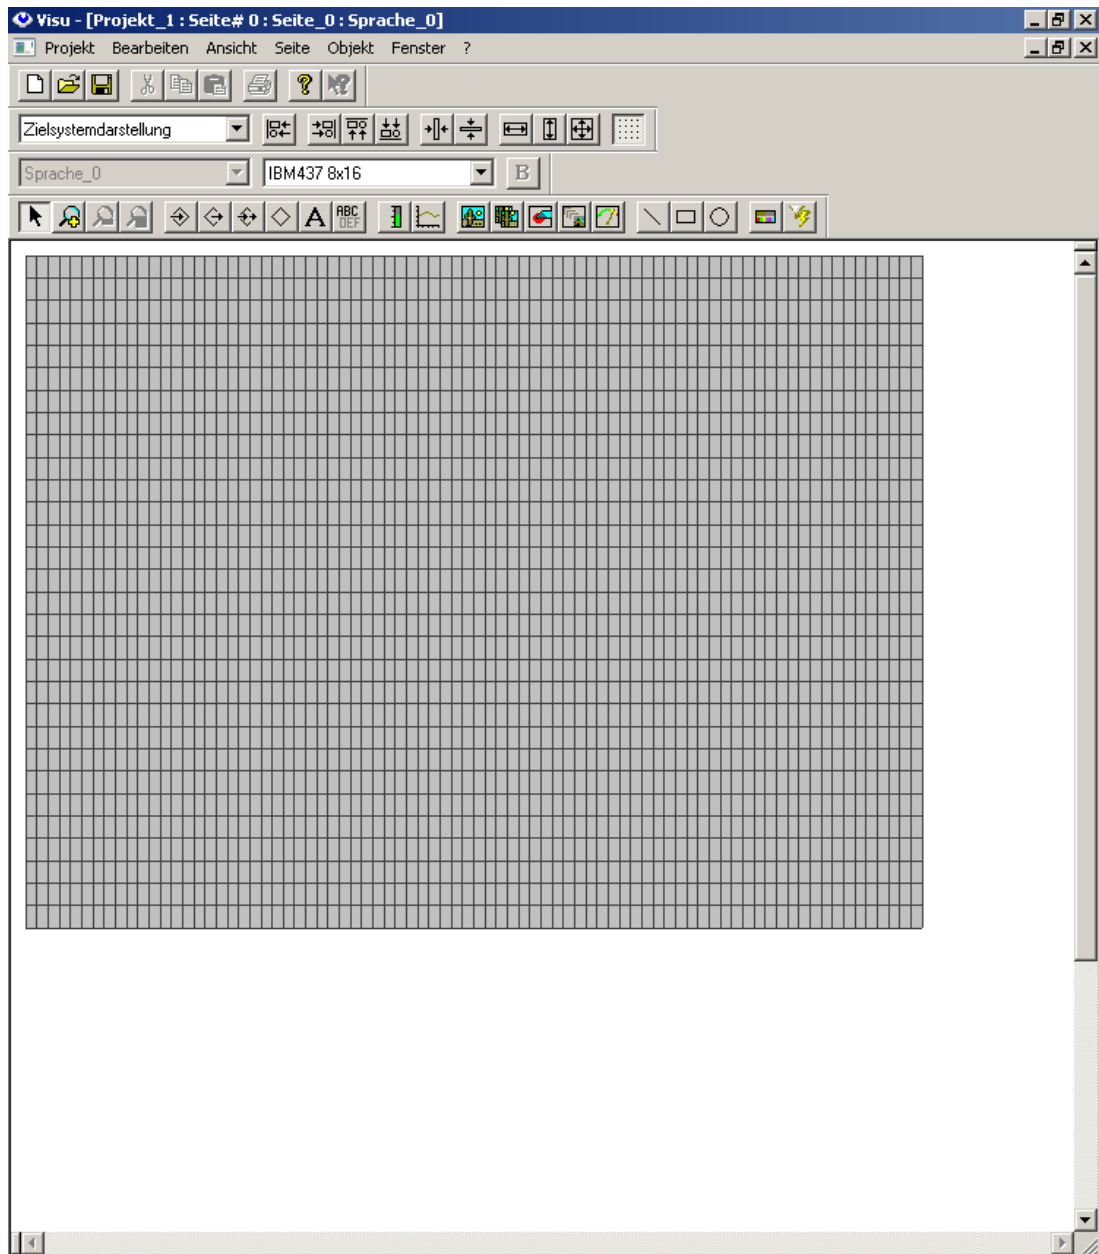 Visu - [Projekt_1 : Seite# 0 : Seite_0 : Sprache_0]
Projekt Bearbeiten Ansicht Seite Objekt Fenster ?
Zielsystemdarstellung
Sprache_0 IBM437 8x16 B
A ABC DEF